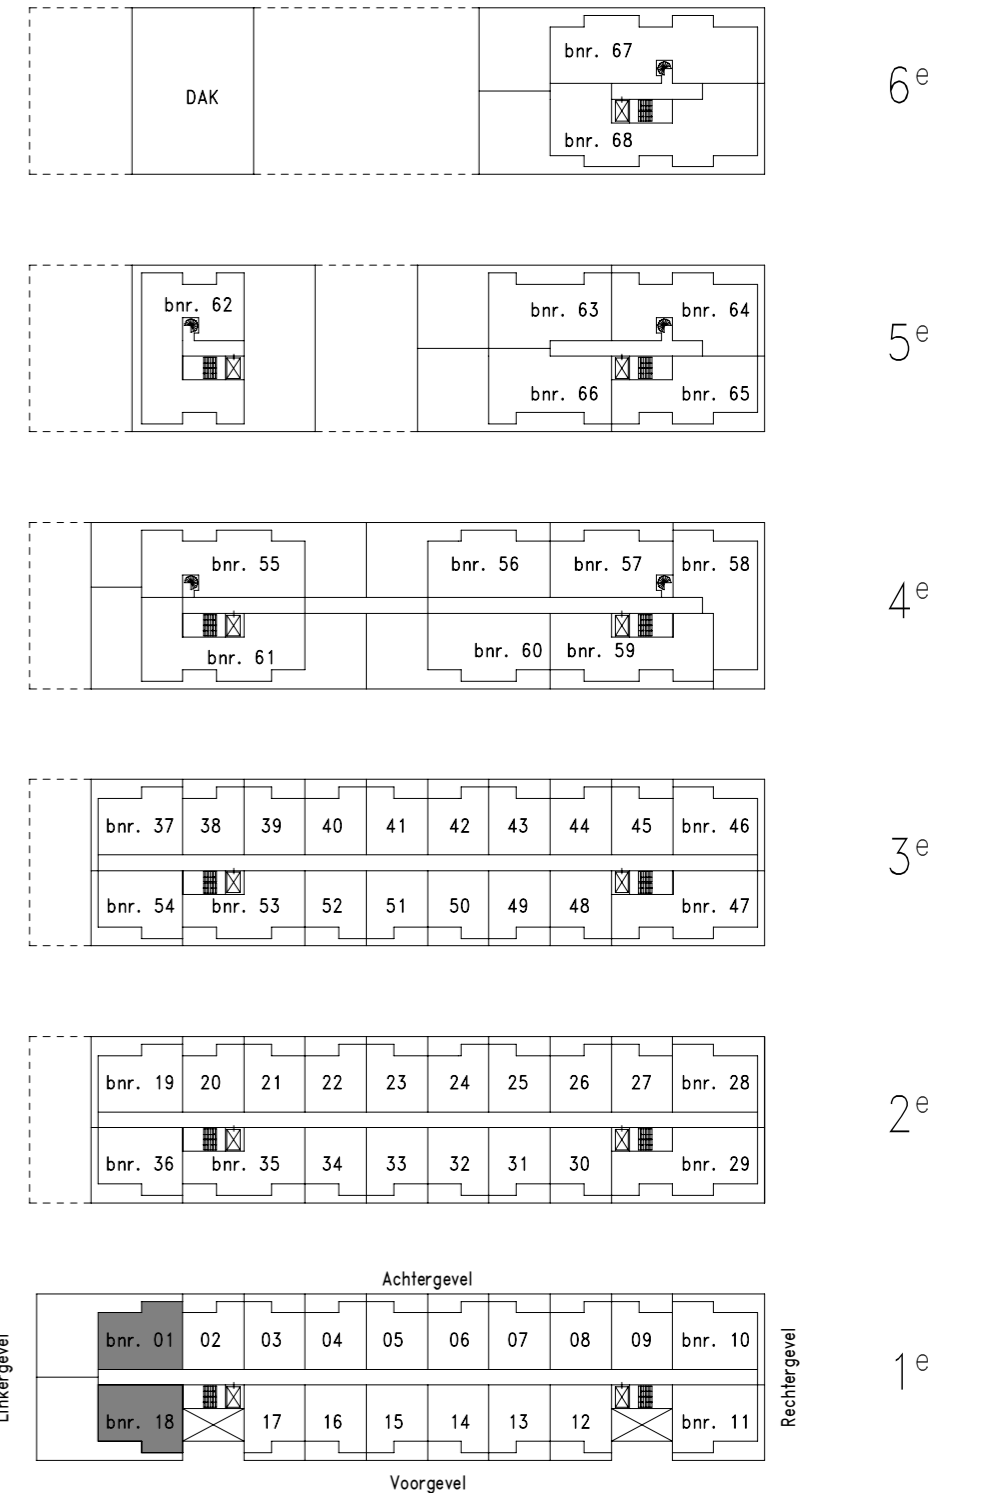 bnr. 67
DAK
6e
bnr. 68
bnr. 62
bnr. 63
bnr. 64
5e
bnr. 66
bnr. 65
bnr. 55
bnr. 56
bnr. 57
bnr. 58
4e
bnr. 61
bnr. 60
bnr. 59
bnr. 37 38 39 40 41 42 43 44 45 bnr. 46
3e
bnr. 54 bnr. 53 52 51 50 49 48 bnr. 47
bnr. 19 20 21 22 23 24 25 26 27 bnr. 28
2e
bnr. 36 bnr. 35 34 33 32 31 30 bnr. 29
Achtergevel
bnr. 01 02 03 04 05 06 07 08 09 bnr. 10
Linkergevel
Rechtergevel
1e
bnr. 18 17 16 15 14 13 12 bnr. 11
Voorgevel